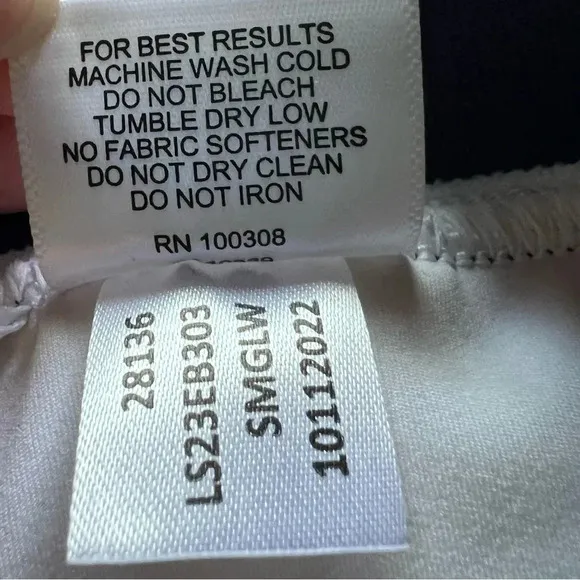 FOR BEST RESULTS
MACHINE WASH COLD
DO NOT BLEACH
TUMBLE DRY LOW
NO FABRIC SOFTENERS
DO NOT DRY CLEAN
DO NOT IRON
RN 100308
28136
LS23EB303
SMGLW
10112022